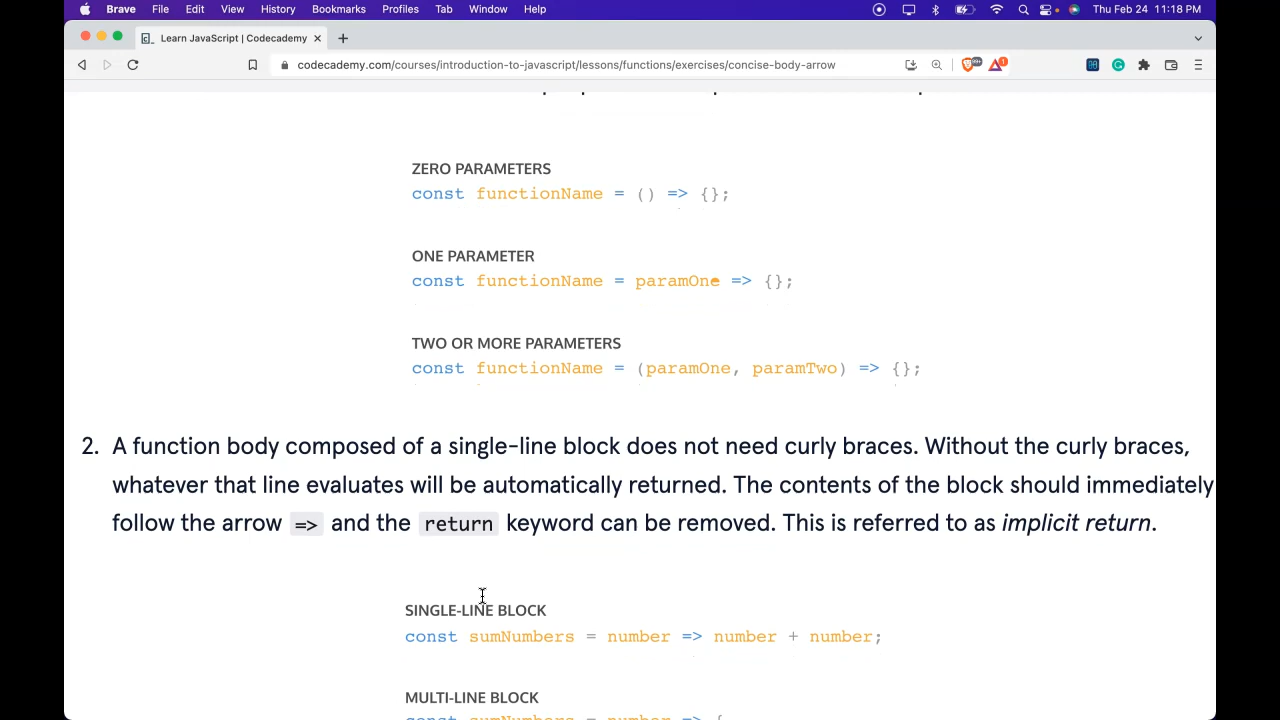 Brave File Edit View History Bookmarks Profiles Tab Window Help Thu Feb 24 11:18 PM
Learn JavaScript | Codecademy
codecademy.com/courses/introduction-to-javascript/lessons/functions/exercises/concise-body-arrow
ZERO PARAMETERS
const functionName = () => {};
ONE PARAMETER
const functionName = paramOne => {};
TWO OR MORE PARAMETERS
const functionName = (paramOne, paramTwo) => {};
2. A function body composed of a single-line block does not need curly braces. Without the curly braces,
whatever that line evaluates will be automatically returned. The contents of the block should immediately
follow the arrow => and the return keyword can be removed. This is referred to as implicit return.
SINGLE-LINE BLOCK
const sumNumbers = number => number + number;
MULTI-LINE BLOCK
const sumNumbers = number => {